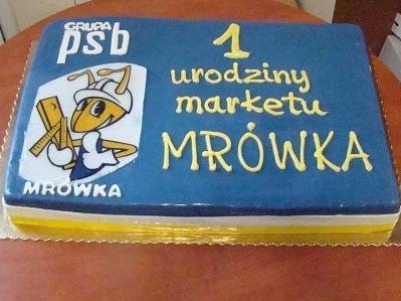 GRUPA
psb
MRÓWKA
1
urodziny
marketu
MRÓWKA